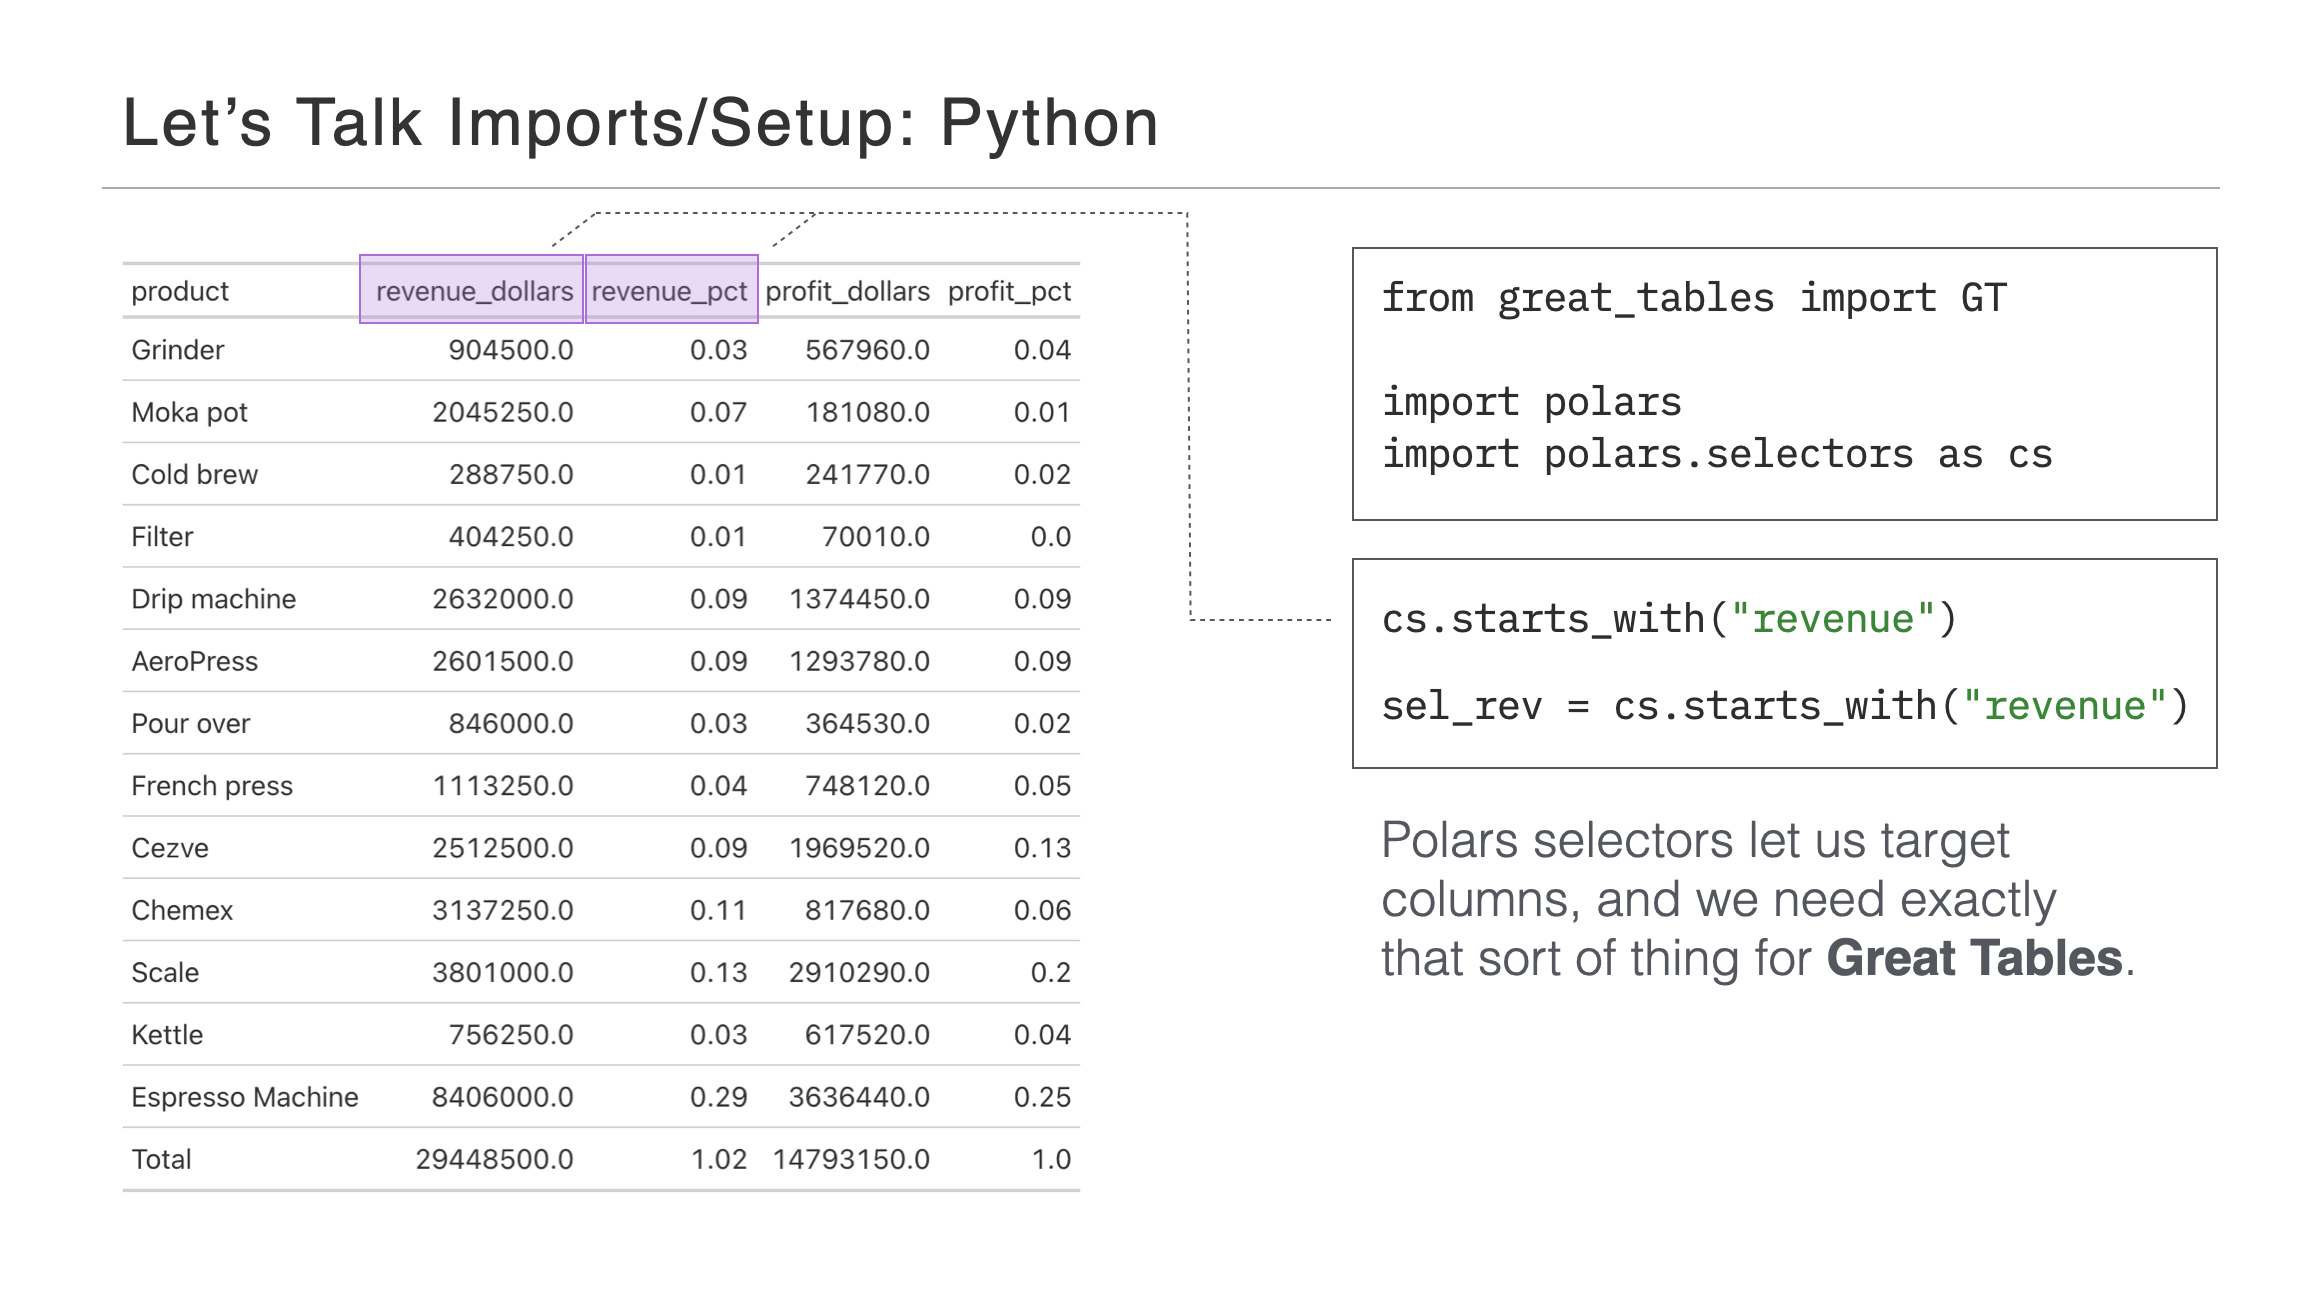 Let’s Talk Imports/Setup: Python
product revenue_dollars revenue_pct profit_dollars profit_pct
Grinder 904500.0 0.03 567960.0 0.04
Moka pot 2045250.0 0.07 181080.0 0.01
Cold brew 288750.0 0.01 241770.0 0.02
Filter 404250.0 0.01 70010.0 0.0
Drip machine 2632000.0 0.09 1374450.0 0.09
AeroPress 2601500.0 0.09 1293780.0 0.09
Pour over 846000.0 0.03 364530.0 0.02
French press 1113250.0 0.04 748120.0 0.05
Cezve 2512500.0 0.09 1969520.0 0.13
Chemex 3137250.0 0.11 817680.0 0.06
Scale 3801000.0 0.13 2910290.0 0.2
Kettle 756250.0 0.03 617520.0 0.04
Espresso Machine 8406000.0 0.29 3636440.0 0.25
Total 29448500.0 1.02 14793150.0 1.0
from great_tables import GT
import polars
import polars.selectors as cs
cs.starts_with("revenue")
sel_rev = cs.starts_with("revenue")
Polars selectors let us target
columns, and we need exactly
that sort of thing for Great Tables.